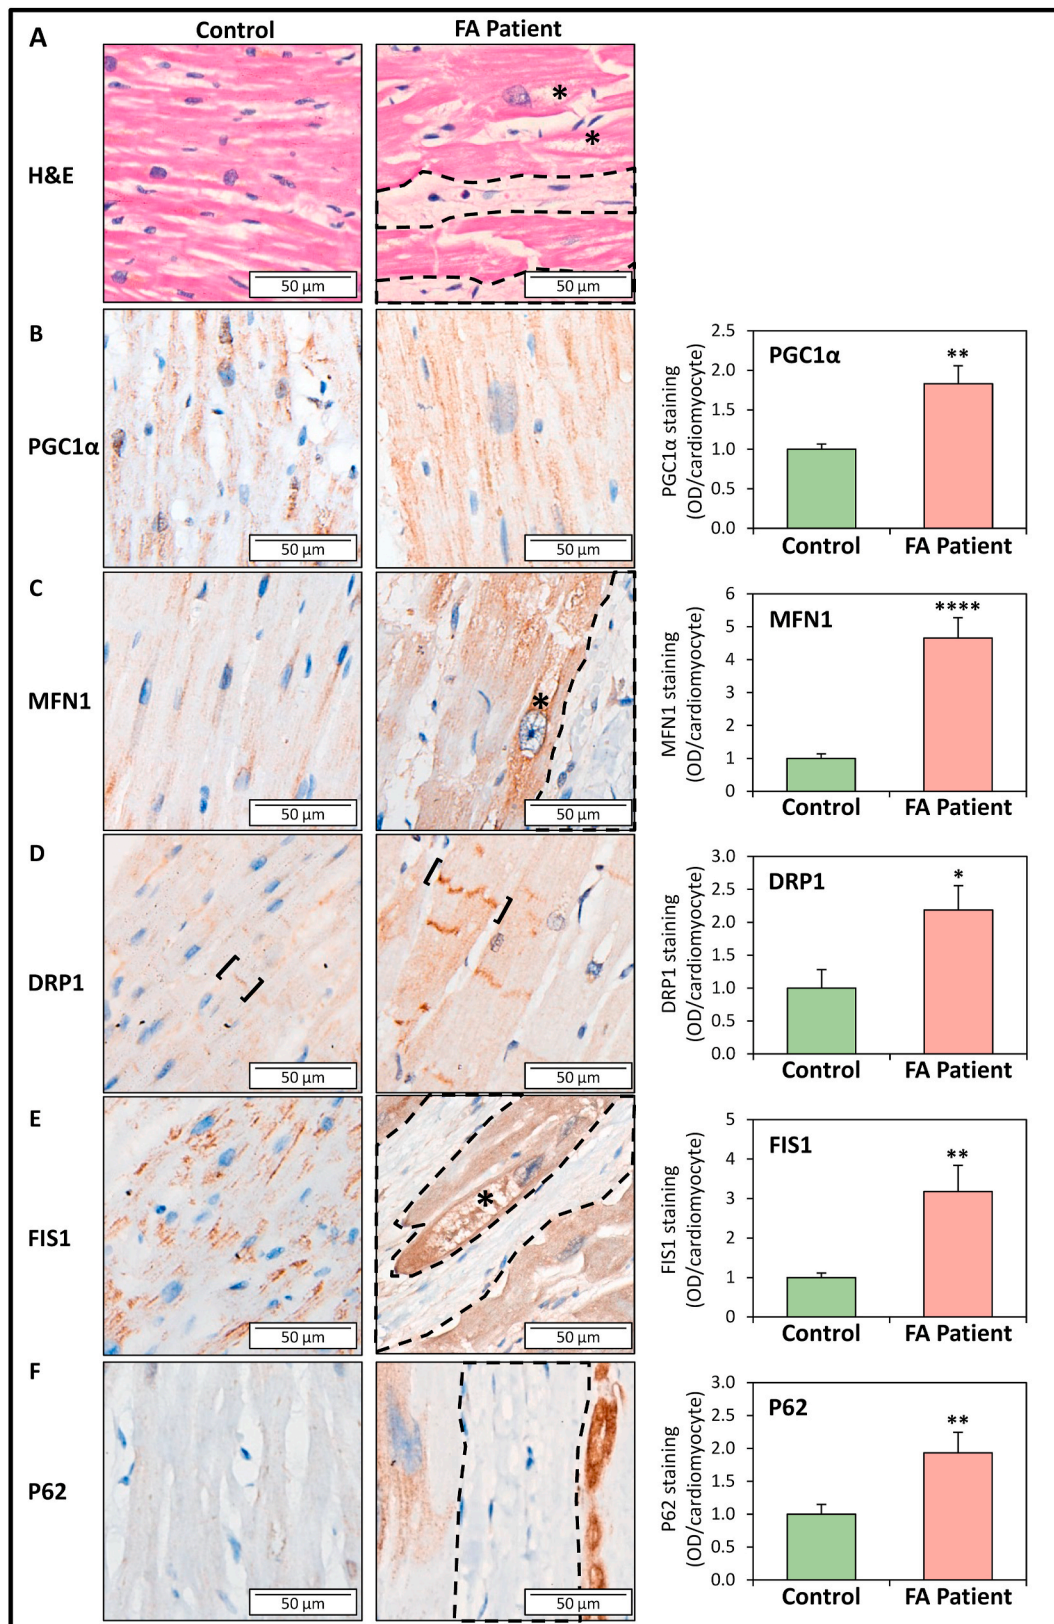 Control FA Patient
A
H&E
*
*
50 µm 50 µm
B
PGC1α
50 µm 50 µm
PGC1α staining
(OD/cardiomyocyte)
PGC1α
**
2.5
2.0
1.5
1.0
0.5
0.0
Control FA Patient
C
MFN1
*
50 µm 50 µm
MFN1 staining
(OD/cardiomyocyte)
MFN1
****
6
5
4
3
2
1
0
Control FA Patient
D
DRP1
50 µm 50 µm
DRP1 staining
(OD/cardiomyocyte)
DRP1
*
3.0
2.5
2.0
1.5
1.0
0.5
0.0
Control FA Patient
E
FIS1
*
50 µm 50 µm
FIS1 staining
(OD/cardiomyocyte)
FIS1
**
5
4
3
2
1
0
Control FA Patient
F
P62
50 µm 50 µm
P62 staining
(OD/cardiomyocyte)
P62
**
3.0
2.5
2.0
1.5
1.0
0.5
0.0
Control FA Patient